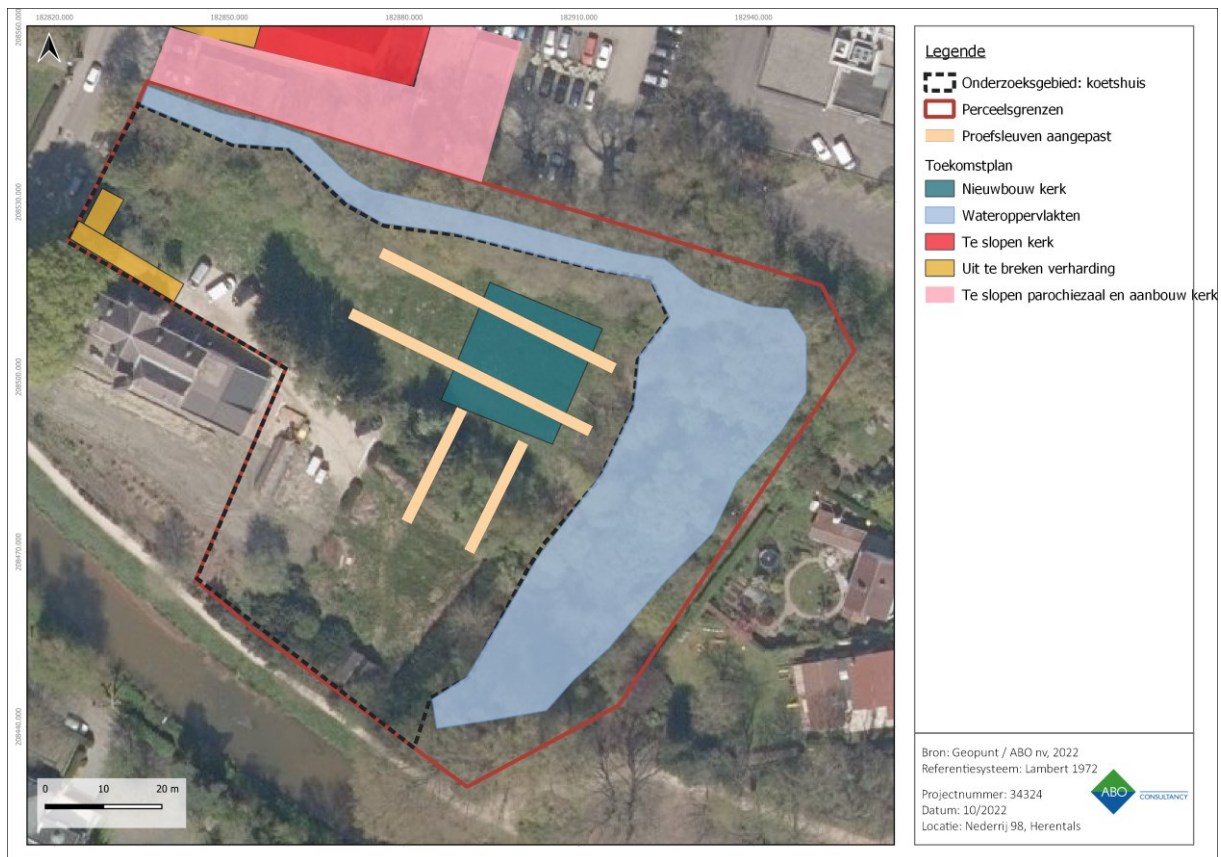 182820.000 182850.000 182880.000 182910.000 182940.000
208560.000
208530.000
208500.000
208470.000
208440.000
0 10 20 m
Legende
Onderzoeksgebied: koetshuis
Perceelsgrenzen
Proefsleuven aangepast
Toekomstplan
Nieuwbouw kerk
Wateroppervlakten
Te slopen kerk
Uit te breken verharding
Te slopen parochiezaal en aanbouw kerk
Bron: Geopunt / ABO nv, 2022
Referentiesysteem: Lambert 1972
Projectnummer: 34324
Datum: 10/2022
Locatie: Nederrij 98, Herentals
ABO CONSULTANCY